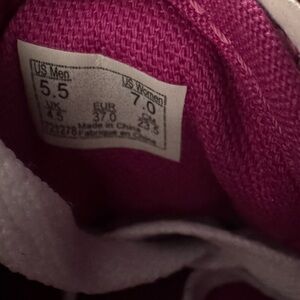 US Men US Women
5.5 7.0
UK EUR CM
4.5 37.0 23.5
Made in China
Fabriqué en Chine